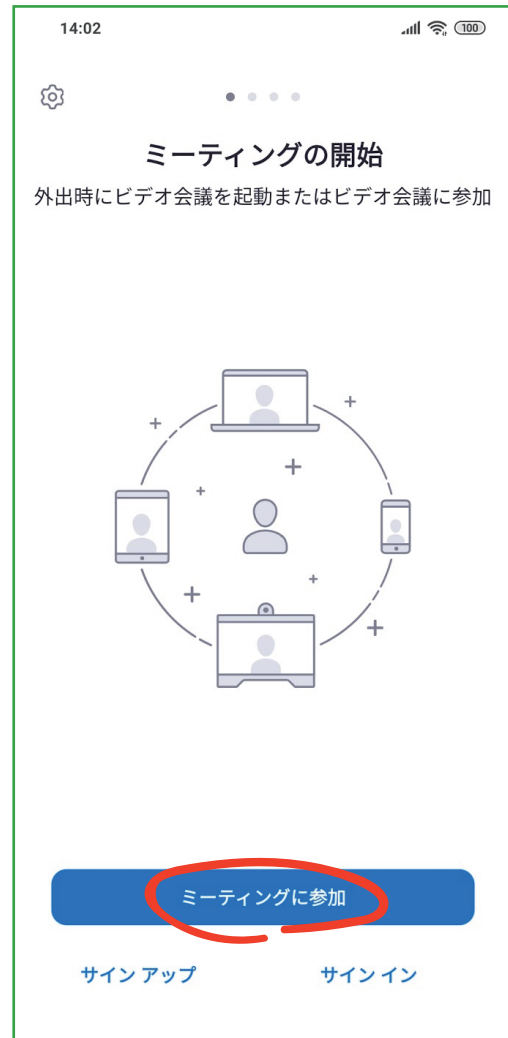 14:02
100
ミーティングの開始
外出時にビデオ会議を起動またはビデオ会議に参加
ミーティングに参加
サイン アップ
サイン イン